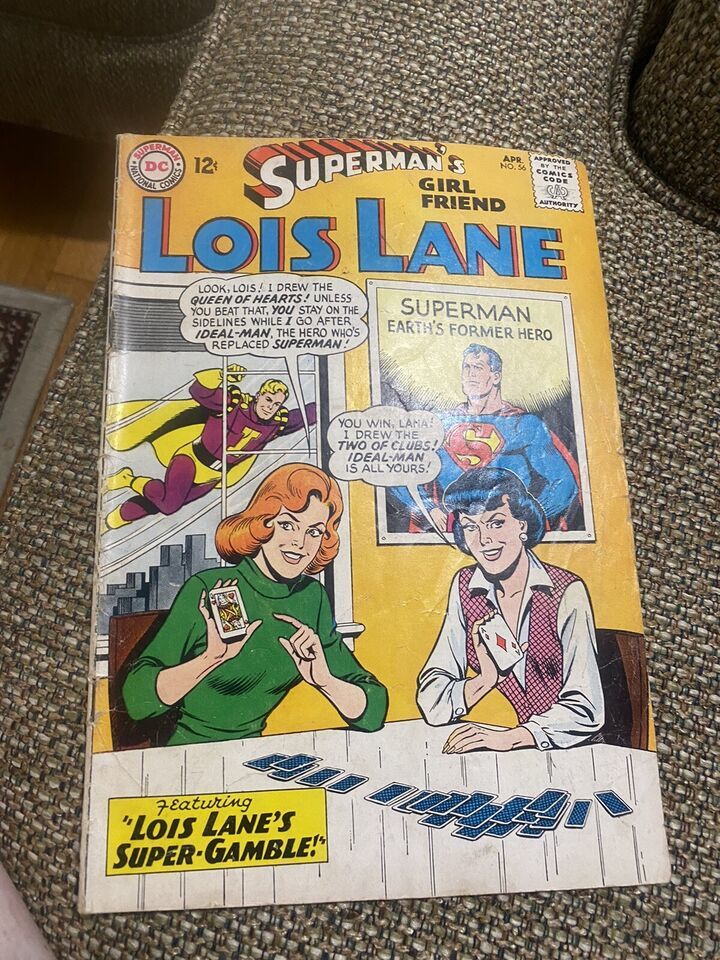 SUPERMAN
DC
NATIONAL COMICS
12¢
SUPERMAN'S
GIRL
FRIEND
LOIS LANE
APR.
NO. 56
APPROVED
BY THE
COMICS
CODE
CA
AUTHORITY
LOOK, LOIS! I DREW THE
QUEEN OF HEARTS! UNLESS
YOU BEAT THAT, YOU STAY ON THE
SIDELINES WHILE I GO AFTER
IDEAL-MAN, THE HERO WHO'S
REPLACED SUPERMAN!
SUPERMAN
EARTH'S FORMER HERO
YOU WIN, LANA!
I DREW THE
TWO OF CLUBS!
IDEAL-MAN
IS ALL YOURS!
I
S
Featuring
"LOIS LANE'S
SUPER-GAMBLE!"